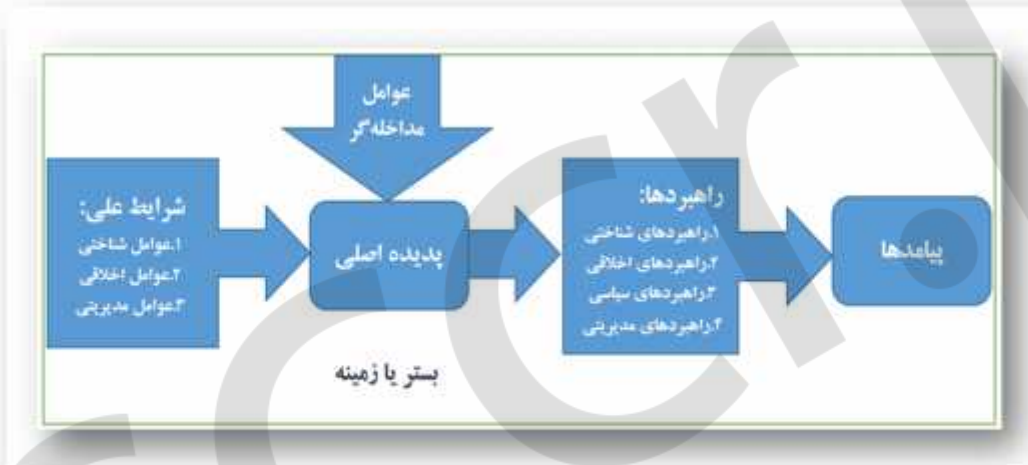 عوامل
مداخله‌گر
شرایط علی:
۱.عوامل شناختی
۲.عوامل اخلاقی
۳.عوامل مدیریتی
پدیده اصلی
راهبردها:
۱.راهبردهای شناختی
۲.راهبردهای اخلاقی
۳.راهبردهای سیاسی
۴.راهبردهای مدیریتی
پیامدها
بستر یا زمینه